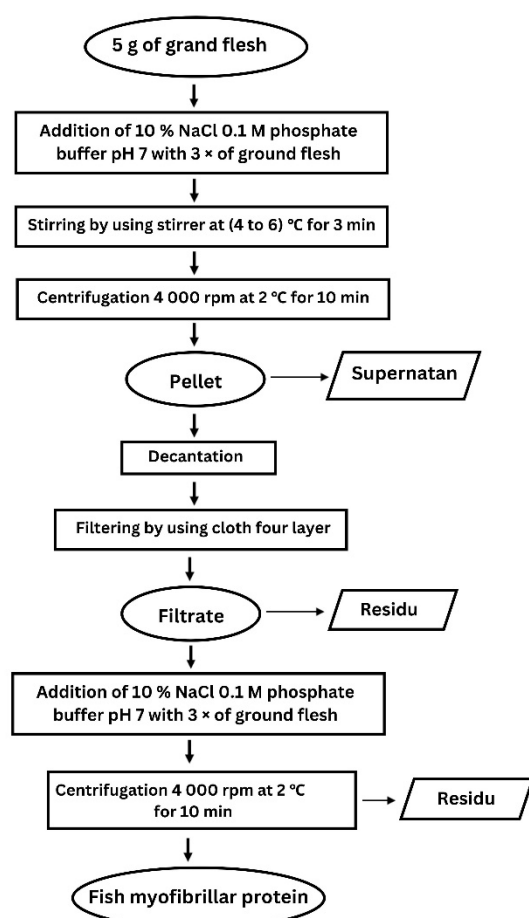 5 g of grand flesh
Addition of 10 % NaCl 0.1 M phosphate
buffer pH 7 with 3 × of ground flesh
Stirring by using stirrer at (4 to 6) °C for 3 min
Centrifugation 4 000 rpm at 2 °C for 10 min
Pellet
Supernatan
Decantation
Filtering by using cloth four layer
Filtrate
Residu
Addition of 10 % NaCl 0.1 M phosphate
buffer pH 7 with 3 × of ground flesh
Centrifugation 4 000 rpm at 2 °C
for 10 min
Residu
Fish myofibrillar protein